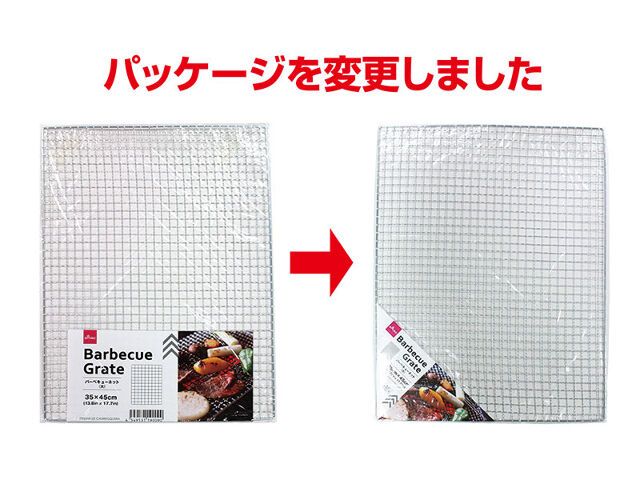 パッケージを変更しました
Barbecue
Grate
バーベキューネット
(大)
35×45cm
(13.8in x 17.7in)
Barbecue
Grate